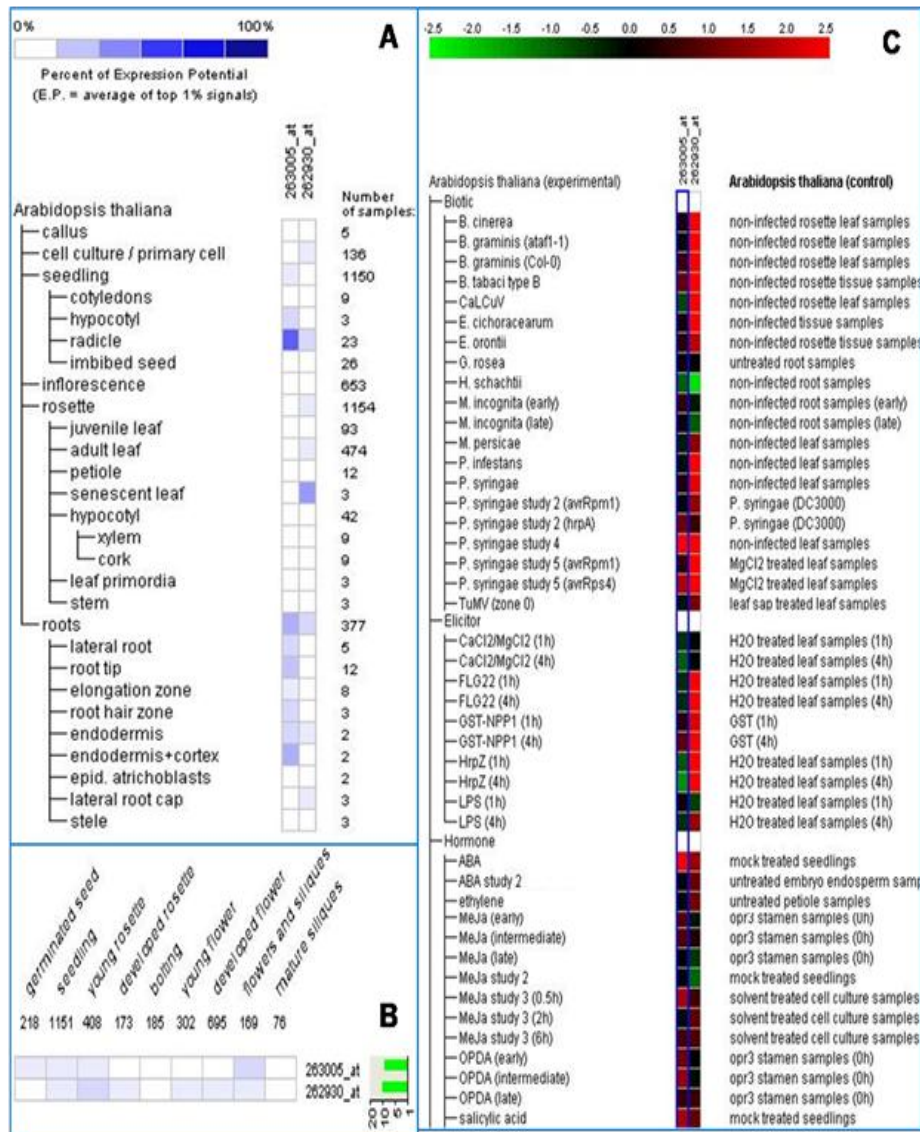 0% 100%
A
Percent of Expression Potential
(E.P. = average of top 1% signals)
263005_at
262930_at
Number
of samples:
Arabidopsis thaliana
callus 5
cell culture / primary cell 136
seedling 1150
cotyledons 9
hypocotyl 3
radicle 23
imbibed seed 26
inflorescence 653
rosette 1154
juvenile leaf 93
adult leaf 474
petiole 12
senescent leaf 3
hypocotyl 42
xylem 9
cork 9
leaf primordia 3
stem 3
roots 377
lateral root 5
root tip 12
elongation zone 8
root hair zone 3
endodermis 2
endodermis+cortex 2
epid. atrichoblasts 2
lateral root cap 3
stele 3
germinated seed
seedling
young rosette
developed rosette
bolting
young flower
developed flower
flowers and siliques
mature siliques
218 1151 408 173 185 302 695 169 76
B
263005_at
262930_at
20
10
5
1
-2.5 -2.0 -1.5 -1.0 -0.5 0.0 0.5 1.0 1.5 2.0 2.5
C
263005_at
262930_at
Arabidopsis thaliana (experimental) Arabidopsis thaliana (control)
Biotic
B. cinerea non-infected rosette leaf samples
B. graminis (ataf1-1) non-infected rosette leaf samples
B. graminis (Col-0) non-infected rosette leaf samples
B. tabaci type B non-infected rosette tissue samples
CaLCuV non-infected rosette leaf samples
E. cichoracearum non-infected tissue samples
E. orontii non-infected rosette tissue samples
G. rosea untreated root samples
H. schachtii non-infected root samples
M. incognita (early) non-infected root samples (early)
M. incognita (late) non-infected root samples (late)
M. persicae non-infected leaf samples
P. infestans non-infected leaf samples
P. syringae non-infected leaf samples
P. syringae study 2 (avrRpm1) P. syringae (DC3000)
P. syringae study 2 (hrpA) P. syringae (DC3000)
P. syringae study 4 non-infected leaf samples
P. syringae study 5 (avrRpm1) MgCl2 treated leaf samples
P. syringae study 5 (avrRps4) MgCl2 treated leaf samples
TuMV (zone 0) leaf sap treated leaf samples
Elicitor
CaCl2/MgCl2 (1h) H2O treated leaf samples (1h)
CaCl2/MgCl2 (4h) H2O treated leaf samples (4h)
FLG22 (1h) H2O treated leaf samples (1h)
FLG22 (4h) H2O treated leaf samples (4h)
GST-NPP1 (1h) GST (1h)
GST-NPP1 (4h) GST (4h)
HrpZ (1h) H2O treated leaf samples (1h)
HrpZ (4h) H2O treated leaf samples (4h)
LPS (1h) H2O treated leaf samples (1h)
LPS (4h) H2O treated leaf samples (4h)
Hormone
ABA mock treated seedlings
ABA study 2 untreated embryo endosperm samp
ethylene untreated petiole samples
MeJa (early) opr3 stamen samples (0h)
MeJa (intermediate) opr3 stamen samples (0h)
MeJa (late) opr3 stamen samples (0h)
MeJa study 2 mock treated seedlings
MeJa study 3 (0.5h) solvent treated cell culture samples
MeJa study 3 (2h) solvent treated cell culture samples
MeJa study 3 (6h) solvent treated cell culture samples
OPDA (early) opr3 stamen samples (0h)
OPDA (intermediate) opr3 stamen samples (0h)
OPDA (late) opr3 stamen samples (0h)
salicylic acid mock treated seedlings